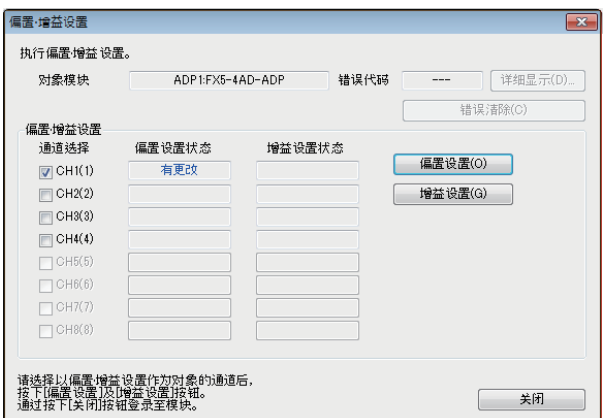 偏置·增益设置
执行偏置·增益设置。
对象模块 ADP1:FX5-4AD-ADP 错误代码 --- 详细显示(D)...
错误清除(C)
偏置·增益设置
通道选择 偏置设置状态 增益设置状态
CH1(1) 有更改 偏置设置(O)
CH2(2) 增益设置(G)
CH3(3)
CH4(4)
CH5(5)
CH6(6)
CH7(7)
CH8(8)
请选择以偏置·增益设置作为对象的通道后,
按下[偏置设置]及[增益设置]按钮。
通过按下[关闭]按钮登录至模块。
关闭